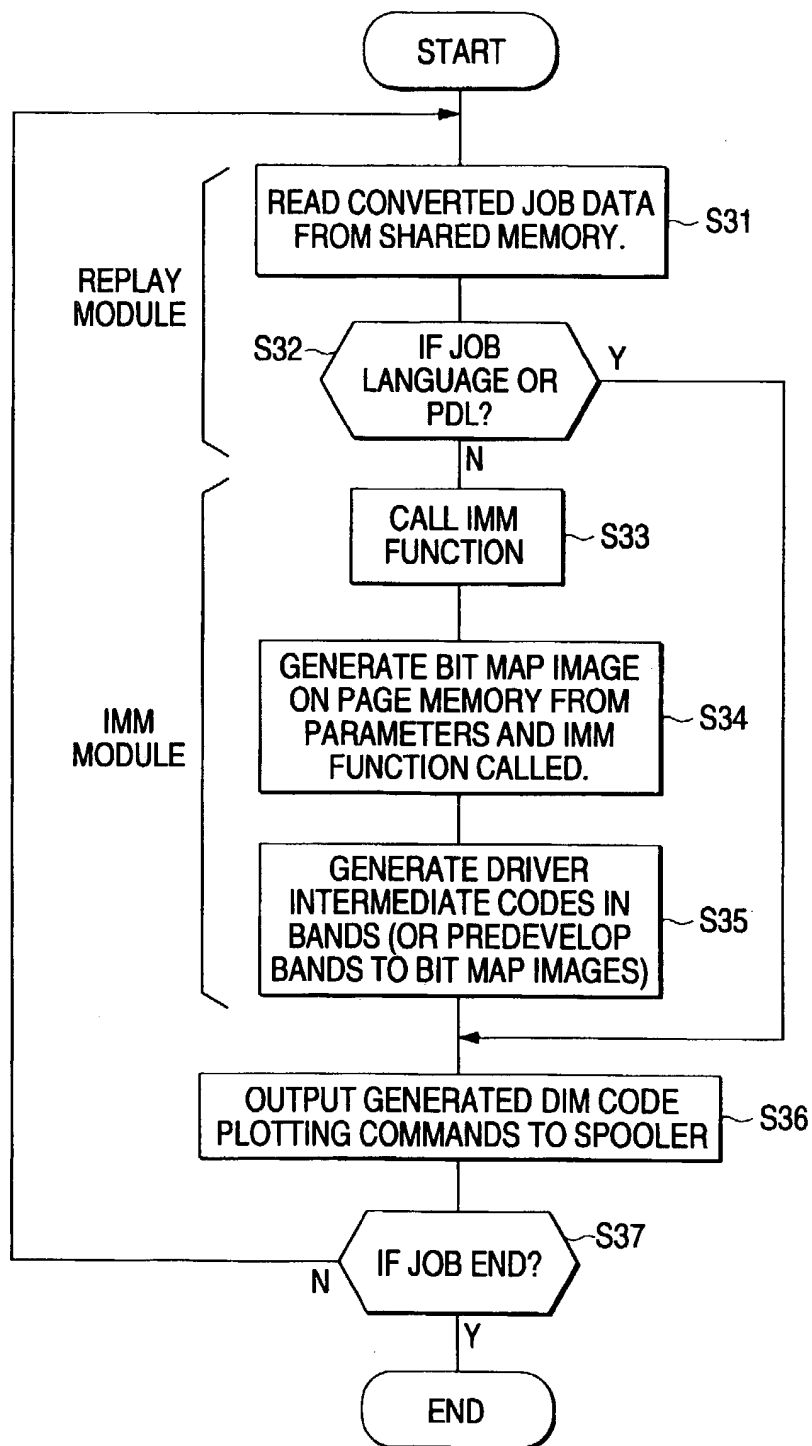 START
READ CONVERTED JOB DATA
FROM SHARED MEMORY.
S31
REPLAY
MODULE
S32
IF JOB
LANGUAGE OR
PDL?
Y
N
CALL IMM
FUNCTION
S33
GENERATE BIT MAP IMAGE
ON PAGE MEMORY FROM
PARAMETERS AND IMM
FUNCTION CALLED.
S34
IMM
MODULE
GENERATE DRIVER
INTERMEDIATE CODES IN
BANDS (OR PREDEVELOP
BANDS TO BIT MAP IMAGES)
S35
OUTPUT GENERATED DIM CODE
PLOTTING COMMANDS TO SPOOLER
S36
IF JOB END?
S37
N
Y
END